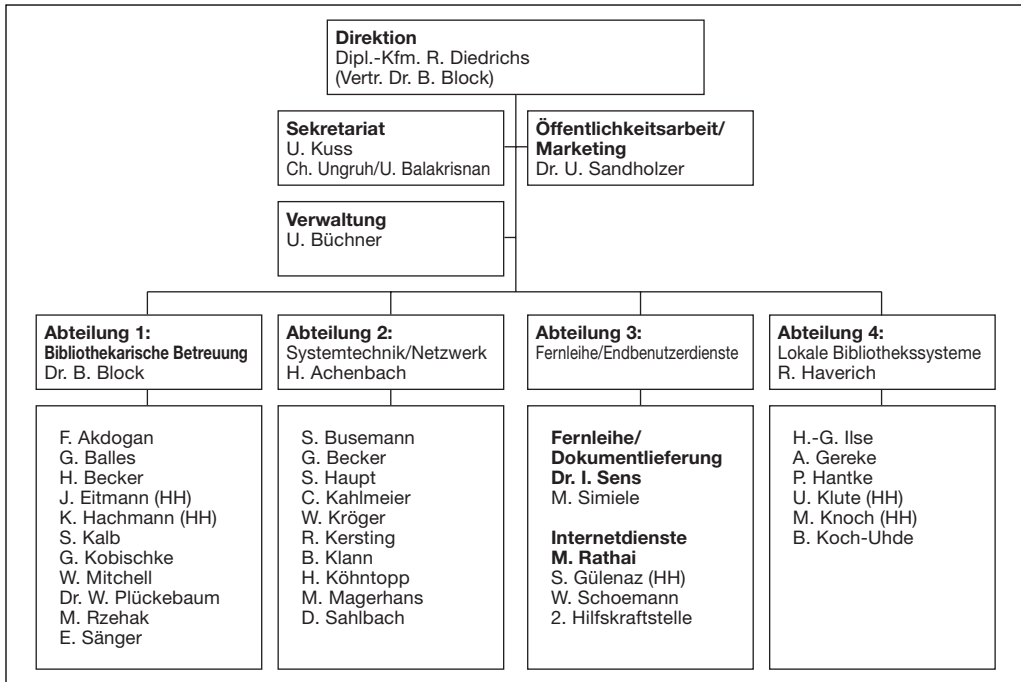 Direktion
Dipl.-Kfm. R. Diedrichs
(Vertr. Dr. B. Block)
Sekretariat
U. Kuss
Ch. Ungruh/U. Balakrisnan
Öffentlichkeitsarbeit/
Marketing
Dr. U. Sandholzer
Verwaltung
U. Büchner
Abteilung 1:
Bibliothekarische Betreuung
Dr. B. Block
Abteilung 2:
Systemtechnik/Netzwerk
H. Achenbach
Abteilung 3:
Fernleihe/Endbenutzerdienste
Abteilung 4:
Lokale Bibliothekssysteme
R. Haverich
F. Akdogan
G. Balles
H. Becker
J. Eitmann (HH)
K. Hachmann (HH)
S. Kalb
G. Kobischke
W. Mitchell
Dr. W. Plückebaum
M. Rzehak
E. Sänger
S. Busemann
G. Becker
S. Haupt
C. Kahlmeier
W. Kröger
R. Kersting
B. Klann
H. Köhntopp
M. Magerhans
D. Sahlbach
Fernleihe/
Dokumentlieferung
Dr. I. Sens
M. Simiele
Internetdienste
M. Rathai
S. Gülenaz (HH)
W. Schoemann
2. Hilfskraftstelle
H.-G. Ilse
A. Gereke
P. Hantke
U. Klute (HH)
M. Knoch (HH)
B. Koch-Uhde